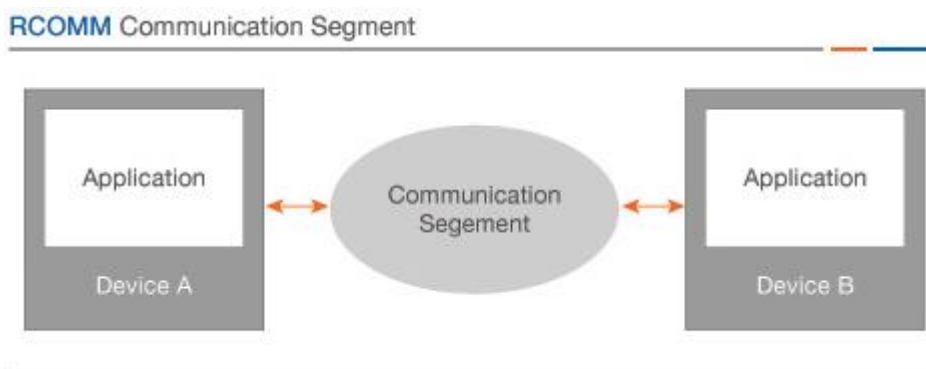 RCOMM Communication Segment
Application
Device A
Communication
Segement
Application
Device B